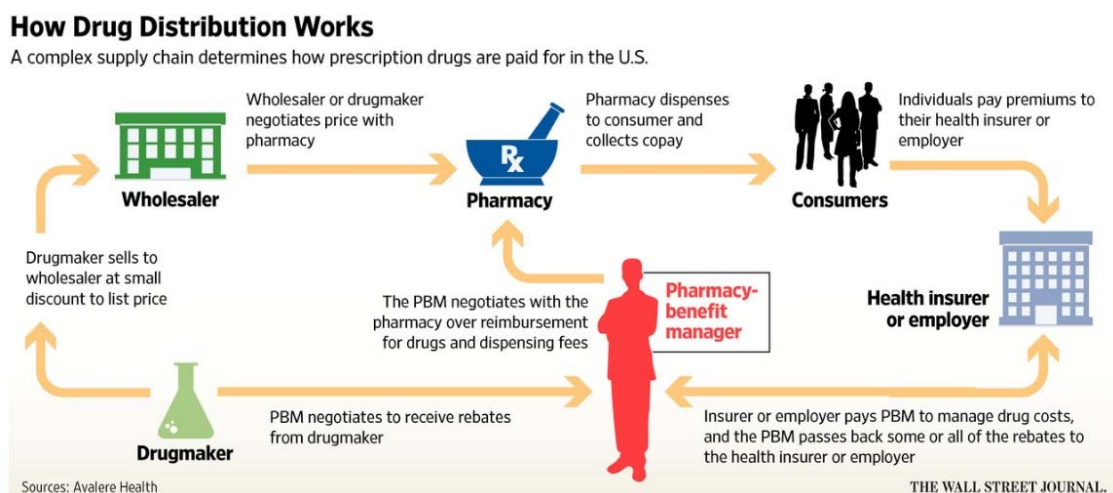 How Drug Distribution Works
A complex supply chain determines how prescription drugs are paid for in the U.S.
Wholesaler or drugmaker
negotiates price with
pharmacy
Pharmacy dispenses
to consumer and
collects copay
Individuals pay premiums to
their health insurer or
employer
Rx
Wholesaler
Pharmacy
Consumers
Drugmaker sells to
wholesaler at small
discount to list price
The PBM negotiates with the
pharmacy over reimbursement
for drugs and dispensing fees
Pharmacy-
benefit
manager
Health insurer
or employer
PBM negotiates to receive rebates
from drugmaker
Insurer or employer pays PBM to manage drug costs,
and the PBM passes back some or all of the rebates to
the health insurer or employer
Drugmaker
Sources: Avalere Health
THE WALL STREET JOURNAL.